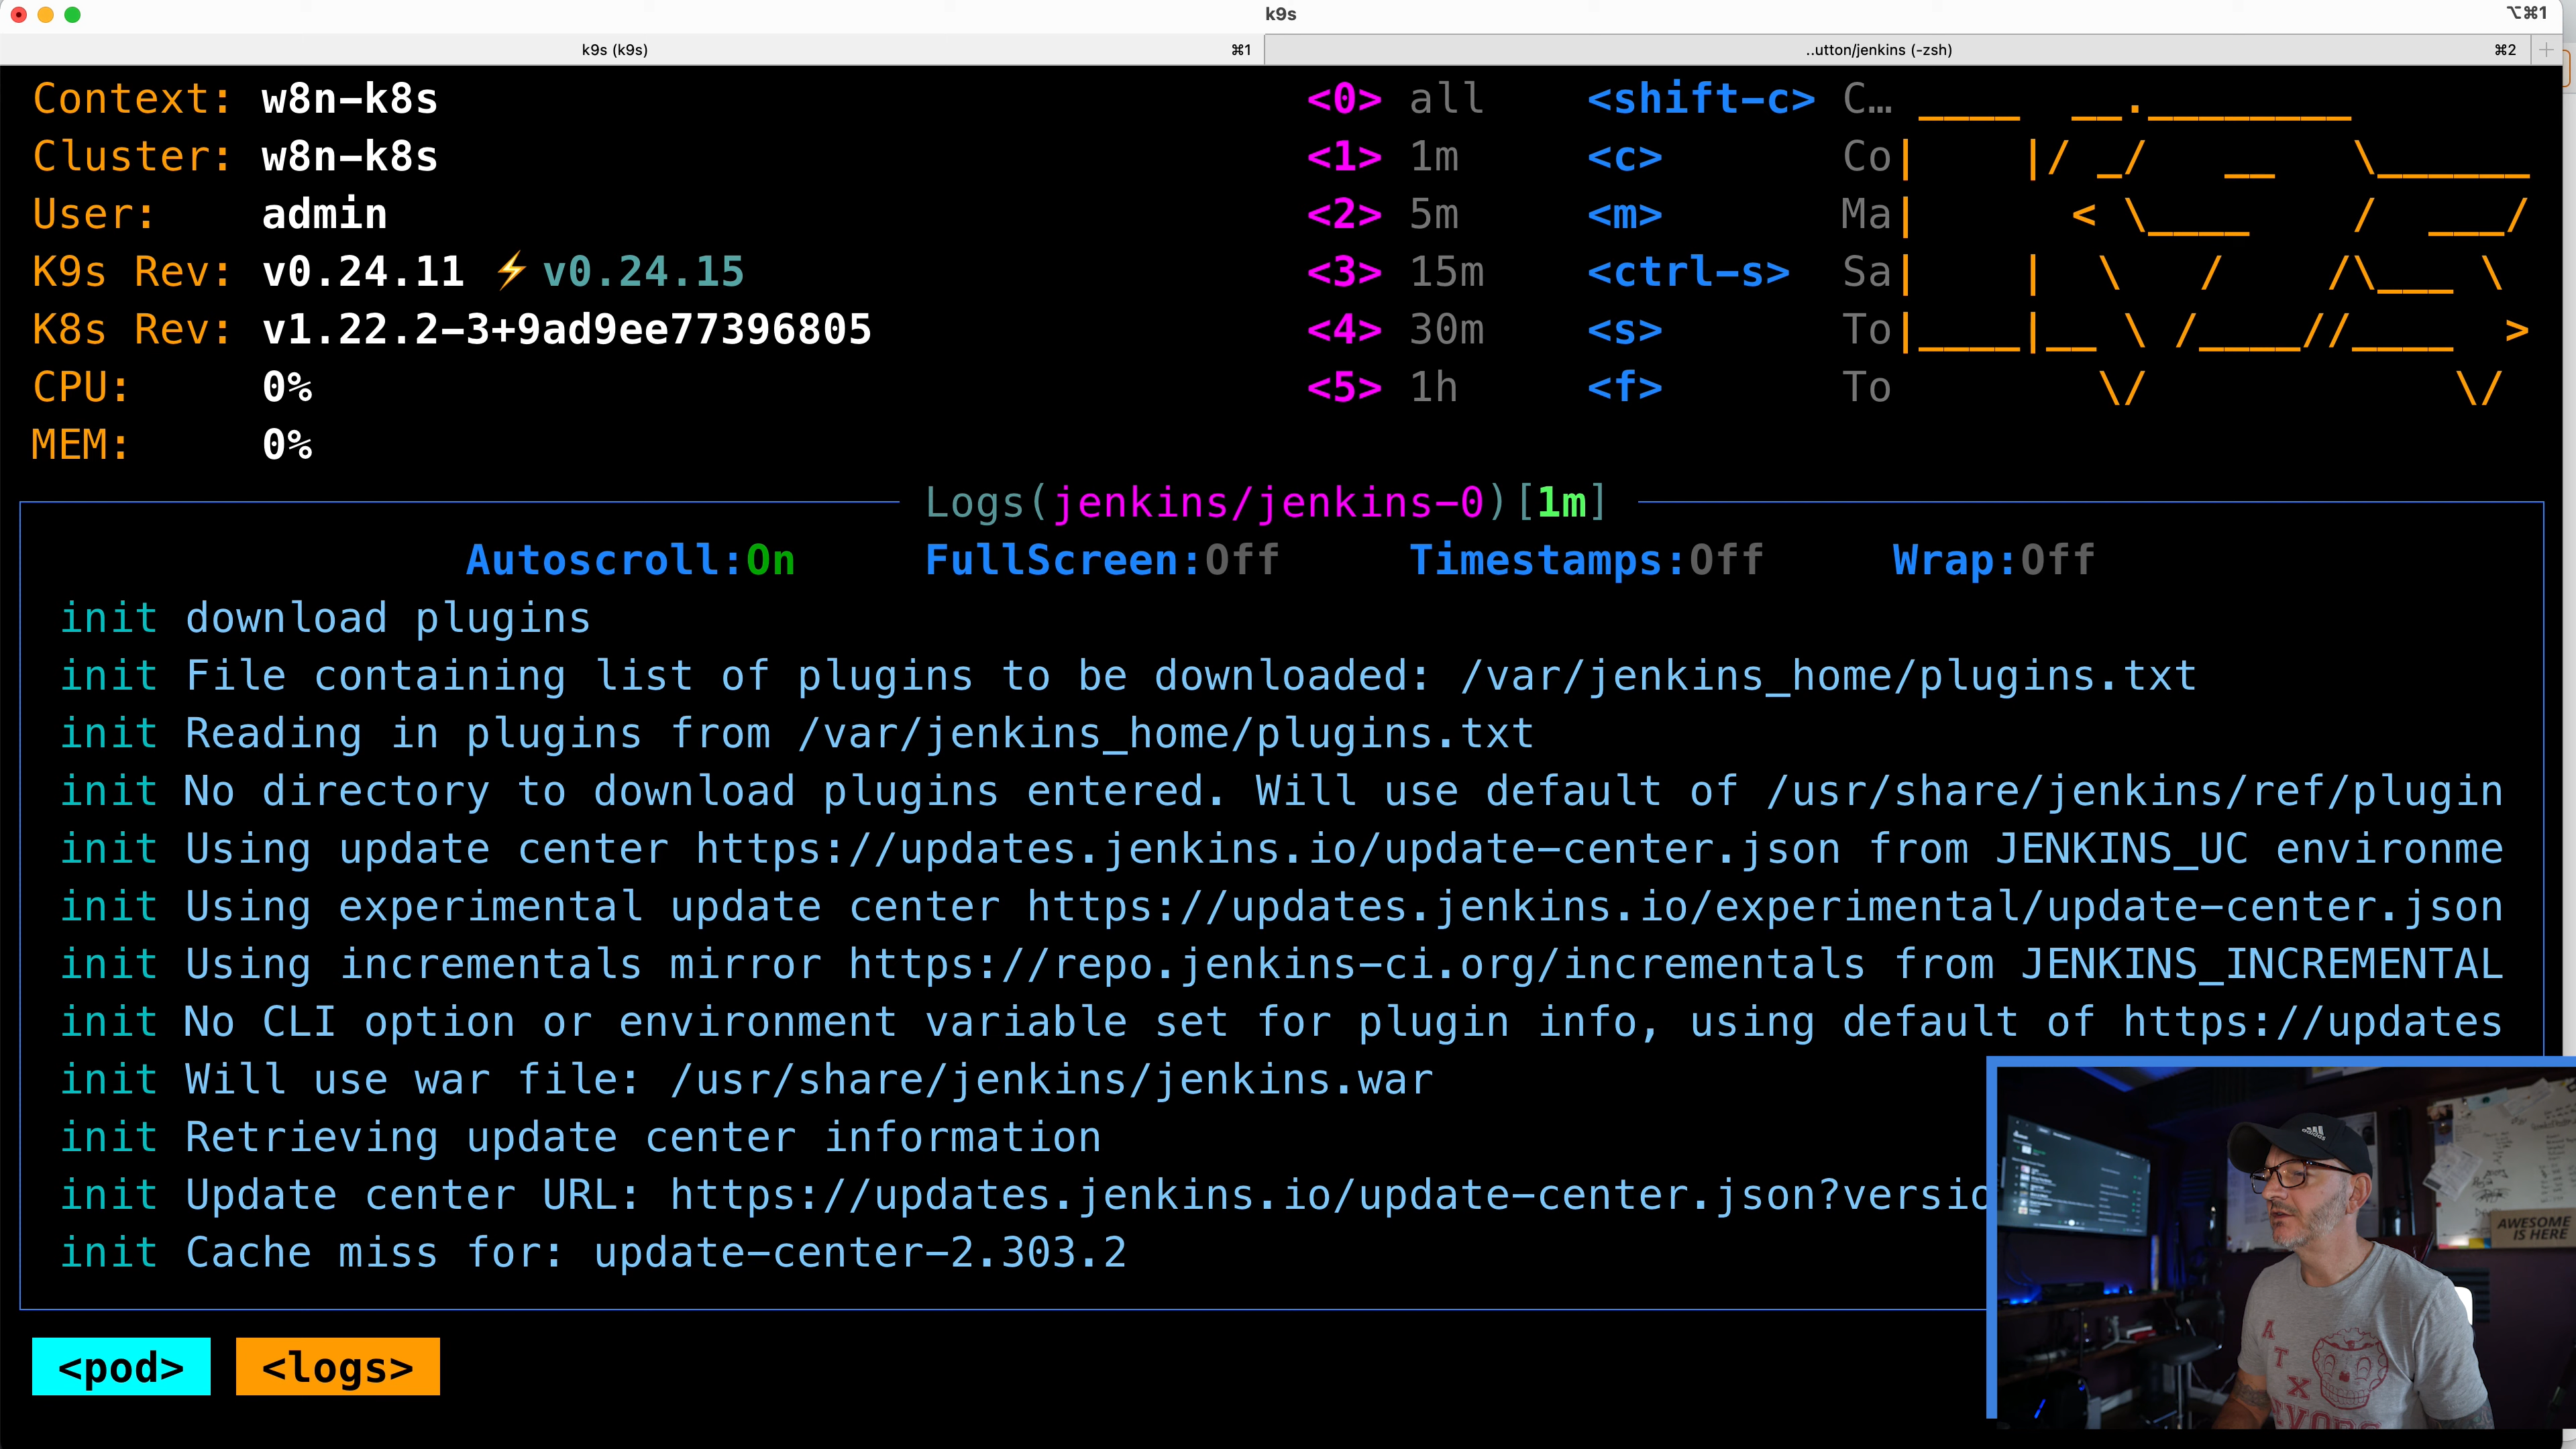 k9s
⌥⌘1
k9s (k9s) ⌘1 ..utton/jenkins (-zsh) ⌘2 +
Context: w8n-k8s <0> all <shift-c> C…
Cluster: w8n-k8s <1> 1m <c> Co
User: admin <2> 5m <m> Ma
K9s Rev: v0.24.11 ⚡v0.24.15 <3> 15m <ctrl-s> Sa
K8s Rev: v1.22.2-3+9ad9ee77396805 <4> 30m <s> To
CPU: 0% <5> 1h <f> To
MEM: 0%
Logs(jenkins/jenkins-0)[1m]
Autoscroll:On FullScreen:Off Timestamps:Off Wrap:Off
init download plugins
init File containing list of plugins to be downloaded: /var/jenkins_home/plugins.txt
init Reading in plugins from /var/jenkins_home/plugins.txt
init No directory to download plugins entered. Will use default of /usr/share/jenkins/ref/plugin
init Using update center https://updates.jenkins.io/update-center.json from JENKINS_UC environme
init Using experimental update center https://updates.jenkins.io/experimental/update-center.json
init Using incrementals mirror https://repo.jenkins-ci.org/incrementals from JENKINS_INCREMENTAL
init No CLI option or environment variable set for plugin info, using default of https://updates
init Will use war file: /usr/share/jenkins/jenkins.war
init Retrieving update center information
init Update center URL: https://updates.jenkins.io/update-center.json?versio
init Cache miss for: update-center-2.303.2
<pod> <logs>
adidas
AWESOME
IS HERE
A
T
X